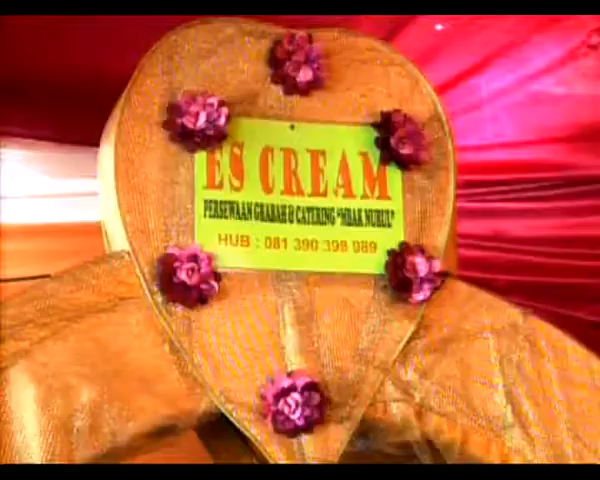 ES CREAM
PERSEWAAN GRABAH & CATERING "MBAK NURUL"
HUB : 081 390 398 989